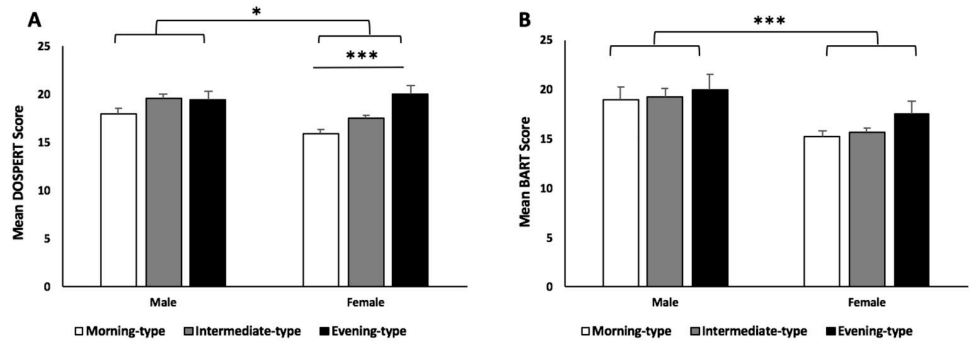 A
*
***
Mean DOSPERT Score
25
20
15
10
5
0
Male Female
Morning-type Intermediate-type Evening-type
B
***
Mean BART Score
25
20
15
10
5
0
Male Female
Morning-type Intermediate-type Evening-type